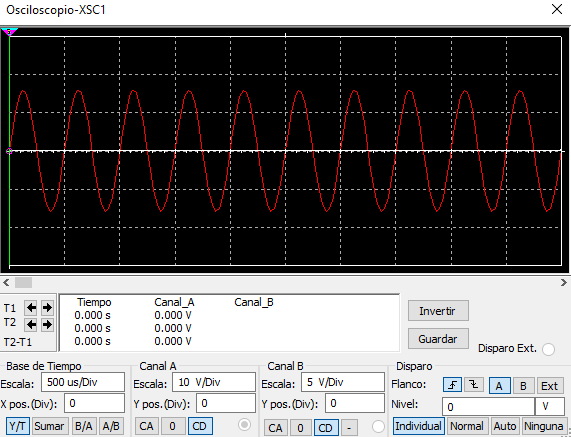 Osciloscopio-XSC1
T1
T2
T2-T1
Tiempo Canal_A Canal_B
0.000 s 0.000 V
0.000 s 0.000 V
0.000 s 0.000 V
Invertir
Guardar
Disparo Ext.
Base de Tiempo
Escala: 500 us/Div
X pos.(Div): 0
Y/T Sumar B/A A/B
Canal A
Escala: 10 V/Div
Y pos.(Div): 0
CA 0 CD
Canal B
Escala: 5 V/Div
Y pos.(Div): 0
CA 0 CD -
Disparo
Flanco: A B Ext
Nivel: 0 V
Individual Normal Auto Ninguna